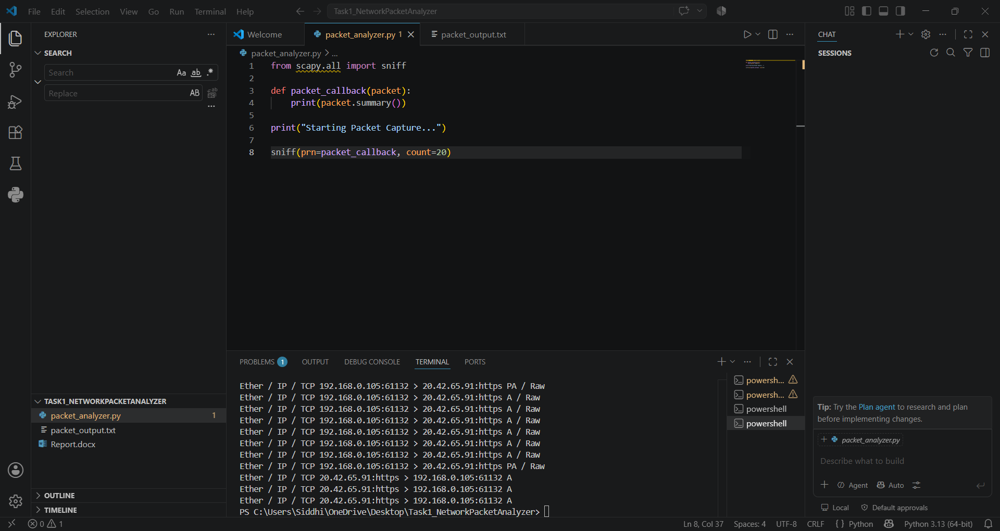 File Edit Selection View Go Run Terminal Help
Task1_NetworkPacketAnalyzer
EXPLORER
SEARCH
Search
Aa ab .*
Replace
AB
TASK1_NETWORKPACKETANALYZER
packet_analyzer.py 1
packet_output.txt
Report.docx
OUTLINE
TIMELINE
Welcome
packet_analyzer.py 1
packet_output.txt
packet_analyzer.py > ...
1 from scapy.all import sniff
2
3 def packet_callback(packet):
4 print(packet.summary())
5
6 print("Starting Packet Capture...")
7
8 sniff(prn=packet_callback, count=20)
PROBLEMS 1 OUTPUT DEBUG CONSOLE TERMINAL PORTS
Ether / IP / TCP 192.168.0.105:61132 > 20.42.65.91:https PA / Raw
Ether / IP / TCP 192.168.0.105:61132 > 20.42.65.91:https A / Raw
Ether / IP / TCP 192.168.0.105:61132 > 20.42.65.91:https A / Raw
Ether / IP / TCP 192.168.0.105:61132 > 20.42.65.91:https A / Raw
Ether / IP / TCP 192.168.0.105:61132 > 20.42.65.91:https A / Raw
Ether / IP / TCP 192.168.0.105:61132 > 20.42.65.91:https A / Raw
Ether / IP / TCP 192.168.0.105:61132 > 20.42.65.91:https A / Raw
Ether / IP / TCP 192.168.0.105:61132 > 20.42.65.91:https PA / Raw
Ether / IP / TCP 20.42.65.91:https > 192.168.0.105:61132 A
Ether / IP / TCP 20.42.65.91:https > 192.168.0.105:61132 A
Ether / IP / TCP 20.42.65.91:https > 192.168.0.105:61132 A
PS C:\Users\Siddhi\OneDrive\Desktop\Task1_NetworkPacketAnalyzer>
powersh...
powersh...
powershell
powershell
CHAT
SESSIONS
Tip: Try the Plan agent to research and plan
before implementing changes.
packet_analyzer.py
Describe what to build
Agent Auto
Local Default approvals
0 1
Ln 8, Col 37 Spaces: 4 UTF-8 CRLF { } Python Python 3.13 (64-bit)